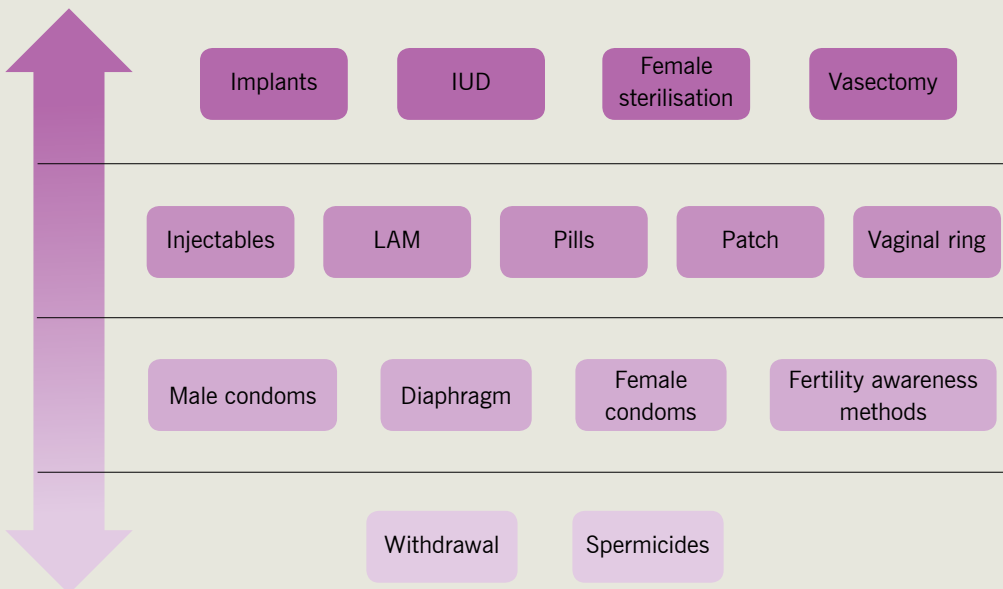 Implants
IUD
Female
sterilisation
Vasectomy
Injectables
LAM
Pills
Patch
Vaginal ring
Male condoms
Diaphragm
Female
condoms
Fertility awareness
methods
Withdrawal
Spermicides